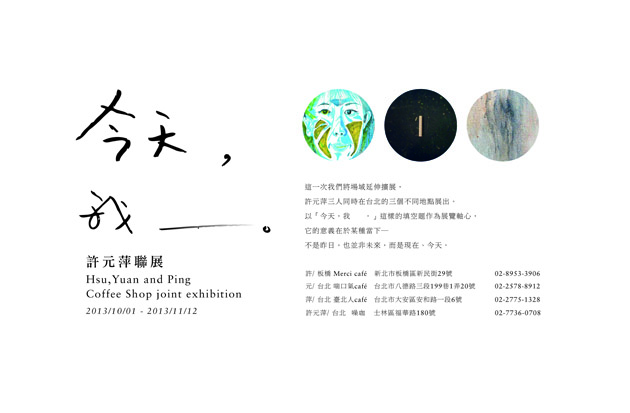 今天，
我＿＿。
許元萍聯展
Hsu,Yuan and Ping
Coffee Shop joint exhibition
2013/10/01 - 2013/11/12
這一次我們將場域延伸擴展，
許元萍三人同時在台北的三個不同地點展出。
以「今天，我　　。」這樣的填空題作為展覽軸心，
它的意義在於某種當下─
不是昨日、也並非未來，而是現在、今天。
許/ 板橋 Merci café 新北市板橋區新民街29號 02-8953-3906
元/ 台北 喘口氣café 台北市八德路三段199巷1弄20號 02-2578-8912
萍/ 台北 臺北人café 台北市大安區安和路一段6號 02-2775-1328
許元萍/ 台北 噪咖 士林區福華路180號 02-7736-0708